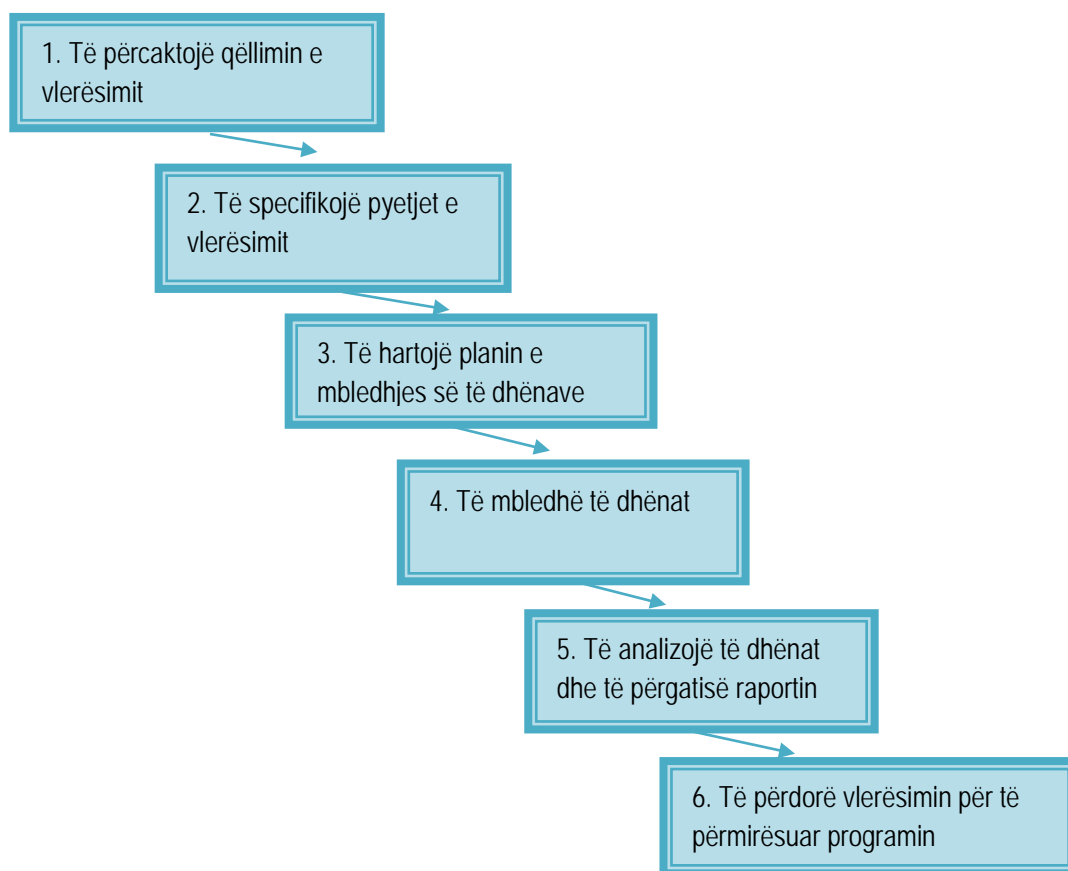 1. Të përcaktojë qëllimin e
vlerësimit
2. Të specifikojë pyetjet e
vlerësimit
3. Të hartojë planin e
mbledhjes së të dhënave
4. Të mbledhë të dhënat
5. Të analizojë të dhënat
dhe të përgatisë raportin
6. Të përdorë vlerësimin për të
përmirësuar programin